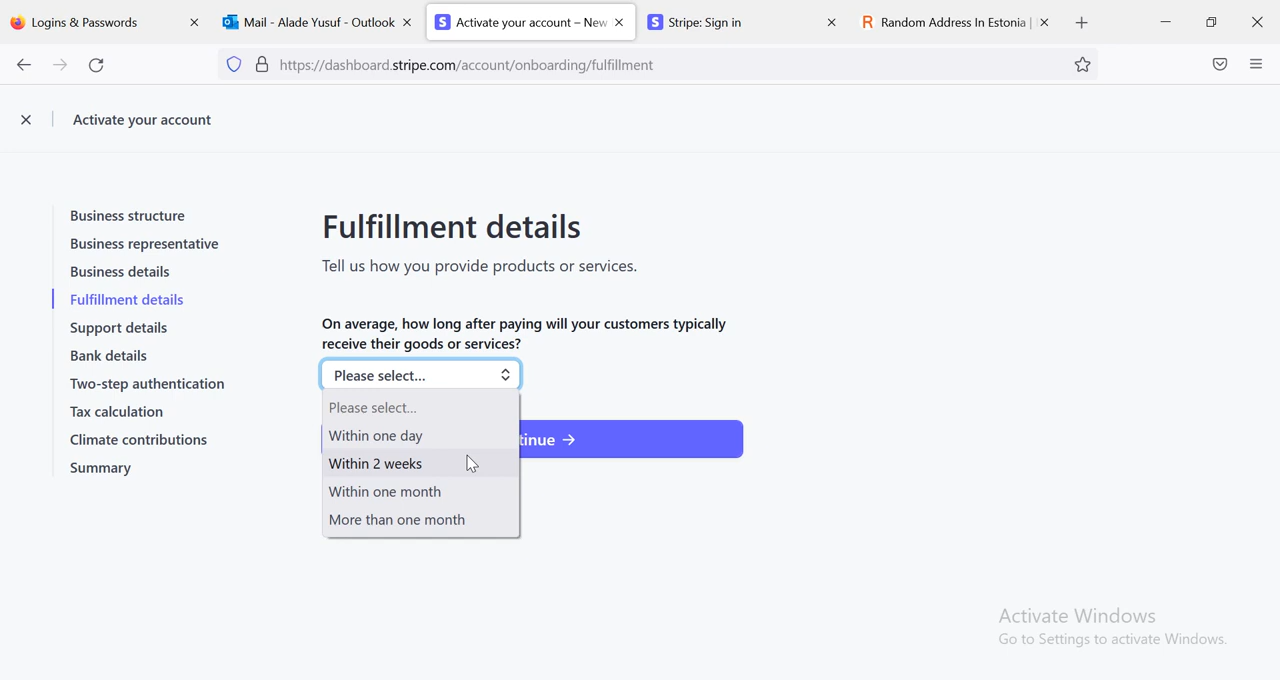 Logins & Passwords
Mail - Alade Yusuf - Outlook
Activate your account – New
Stripe: Sign in
Random Address In Estonia |
https://dashboard.stripe.com/account/onboarding/fulfillment
Activate your account
Business structure
Business representative
Business details
Fulfillment details
Support details
Bank details
Two-step authentication
Tax calculation
Climate contributions
Summary
Fulfillment details
Tell us how you provide products or services.
On average, how long after paying will your customers typically
receive their goods or services?
Please select...
Please select...
Within one day
Within 2 weeks
Within one month
More than one month
tinue →
Activate Windows
Go to Settings to activate Windows.